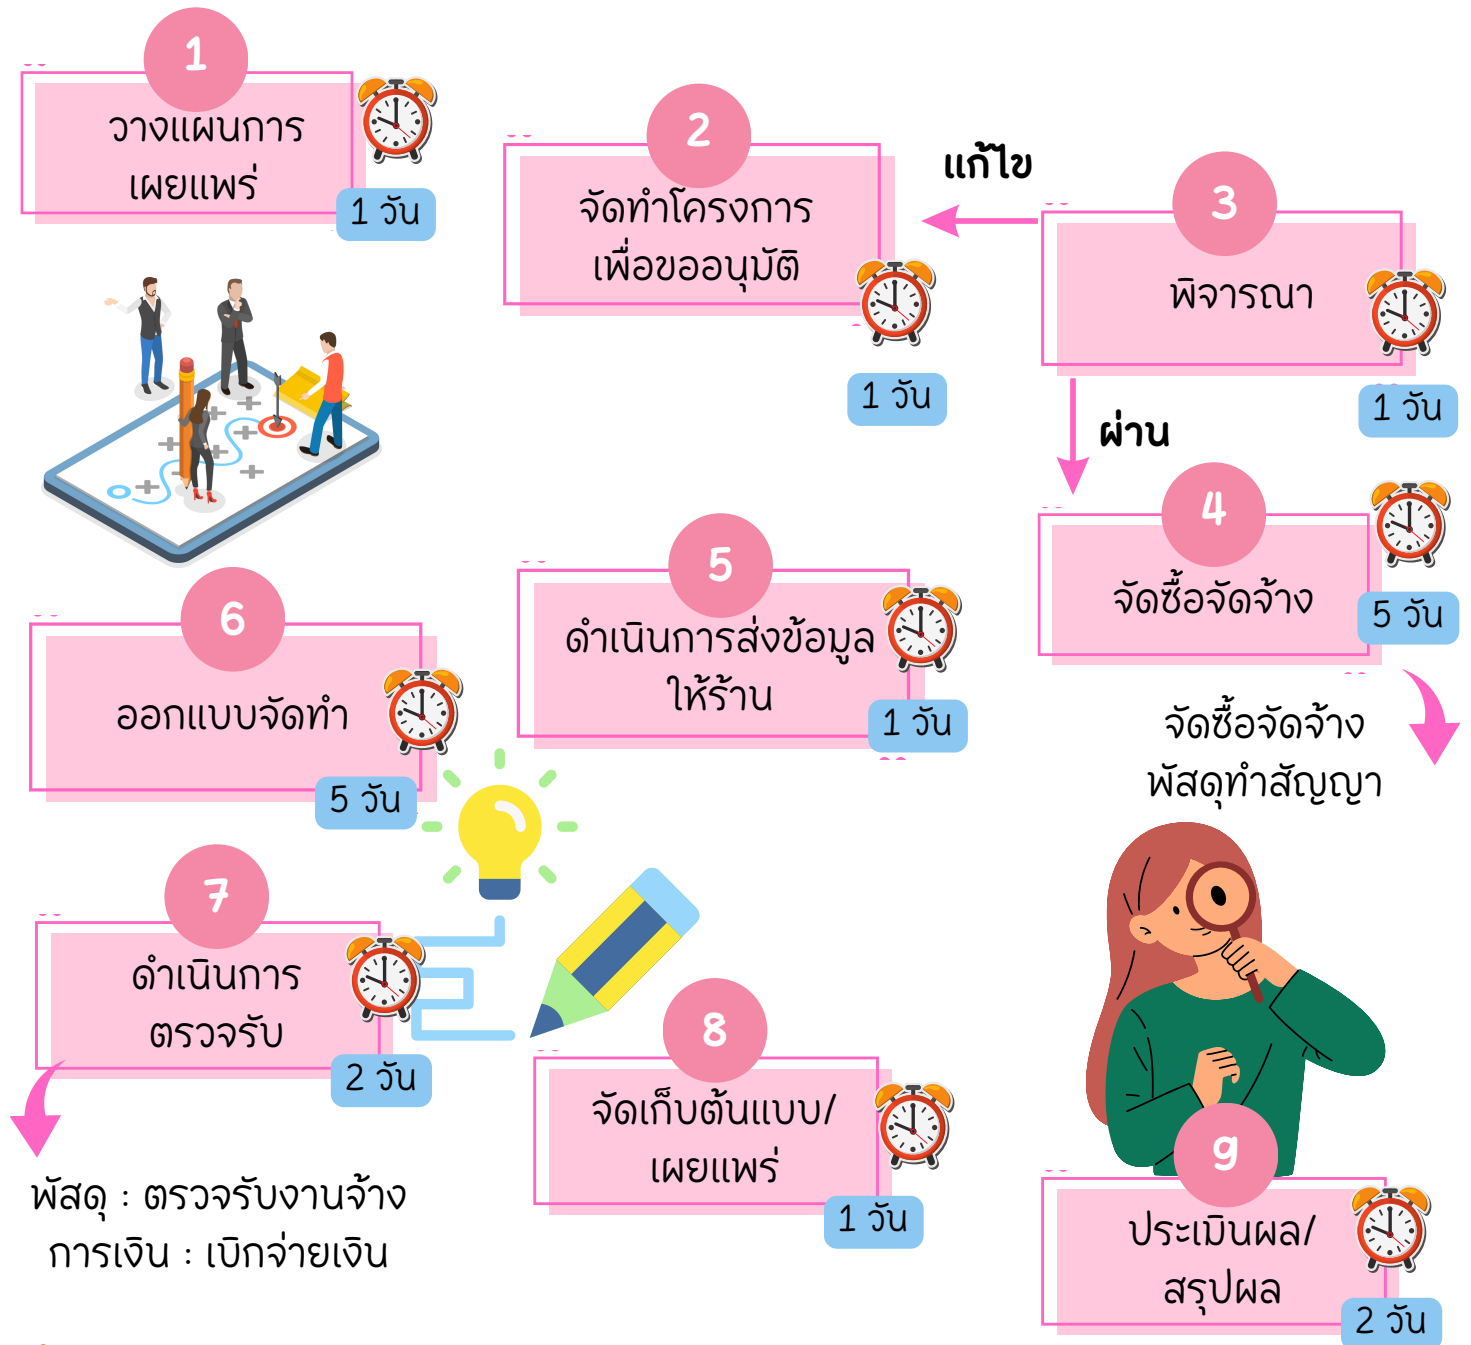 1
วางแผนการ
เผยแพร่
1 วัน
2
จัดทำโครงการ
เพื่อขออนุมัติ
1 วัน
แก้ไข
3
พิจารณา
1 วัน
ผ่าน
4
จัดซื้อจัดจ้าง
5 วัน
จัดซื้อจัดจ้าง
พัสดุทำสัญญา
5
ดำเนินการส่งข้อมูล
ให้ร้าน
1 วัน
6
ออกแบบจัดทำ
5 วัน
7
ดำเนินการ
ตรวจรับ
2 วัน
พัสดุ : ตรวจรับงานจ้าง
การเงิน : เบิกจ่ายเงิน
8
จัดเก็บต้นแบบ/
เผยแพร่
1 วัน
9
ประเมินผล/
สรุปผล
2 วัน